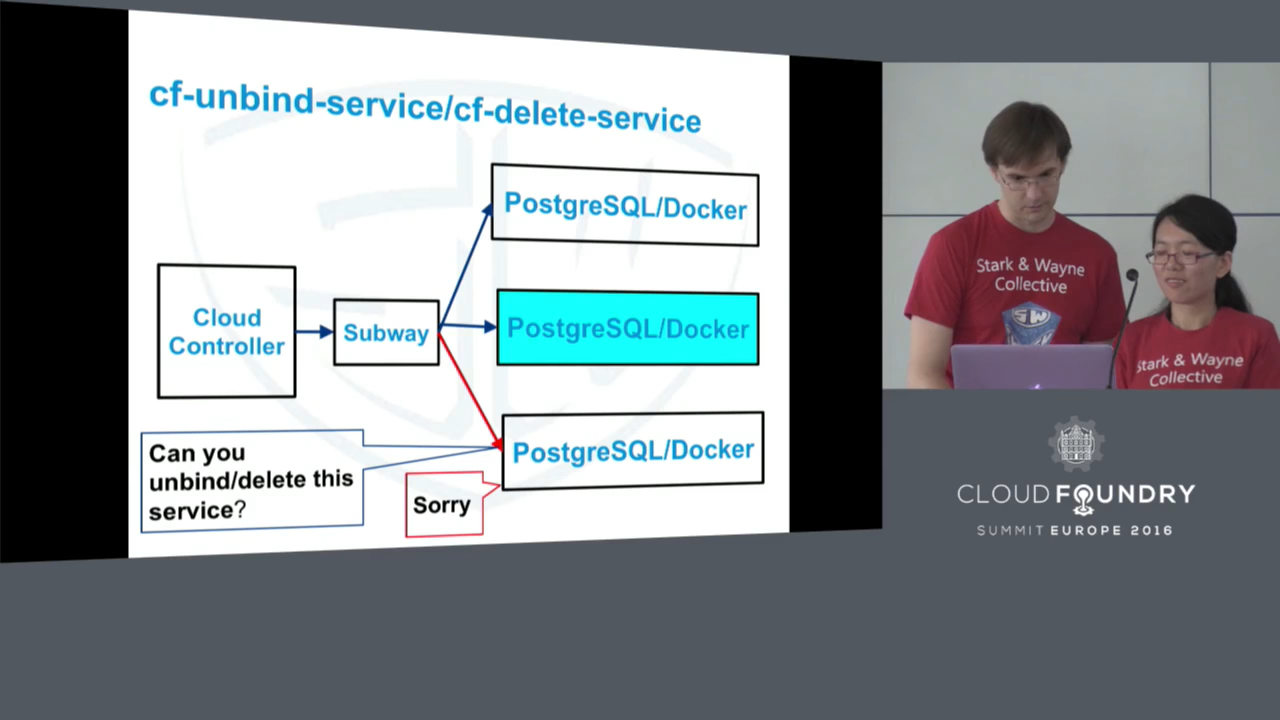 cf-unbind-service/cf-delete-service
PostgreSQL/Docker
Cloud
Controller
Subway
PostgreSQL/Docker
PostgreSQL/Docker
Can you
unbind/delete this
service?
Sorry
Stark & Wayne
Collective
SW
Stark & Wayne
Collective
CLOUD FOUNDRY
SUMMIT EUROPE 2016